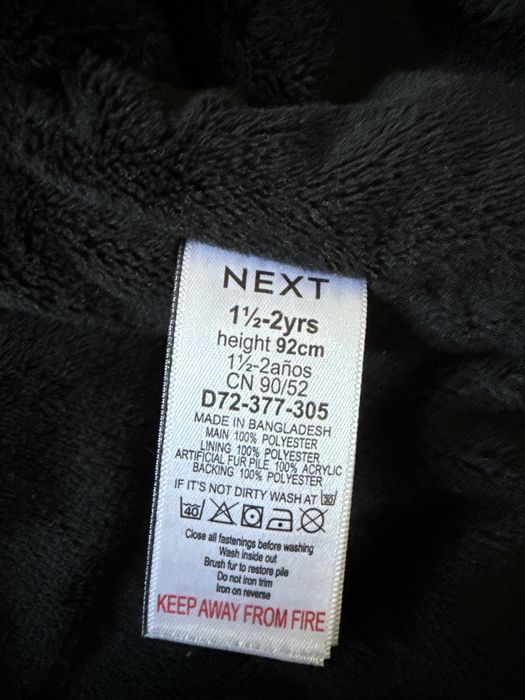 NEXT
1½-2yrs
height 92cm
1½-2años
CN 90/52
D72-377-305
MADE IN BANGLADESH
MAIN 100% POLYESTER
LINING 100% POLYESTER
ARTIFICIAL FUR PILE 100% ACRYLIC
BACKING 100% POLYESTER
IF IT'S NOT DIRTY WASH AT 30
40
Close all fastenings before washing
Wash inside out
Brush fur to restore pile
Do not iron trim
Iron on reverse
KEEP AWAY FROM FIRE